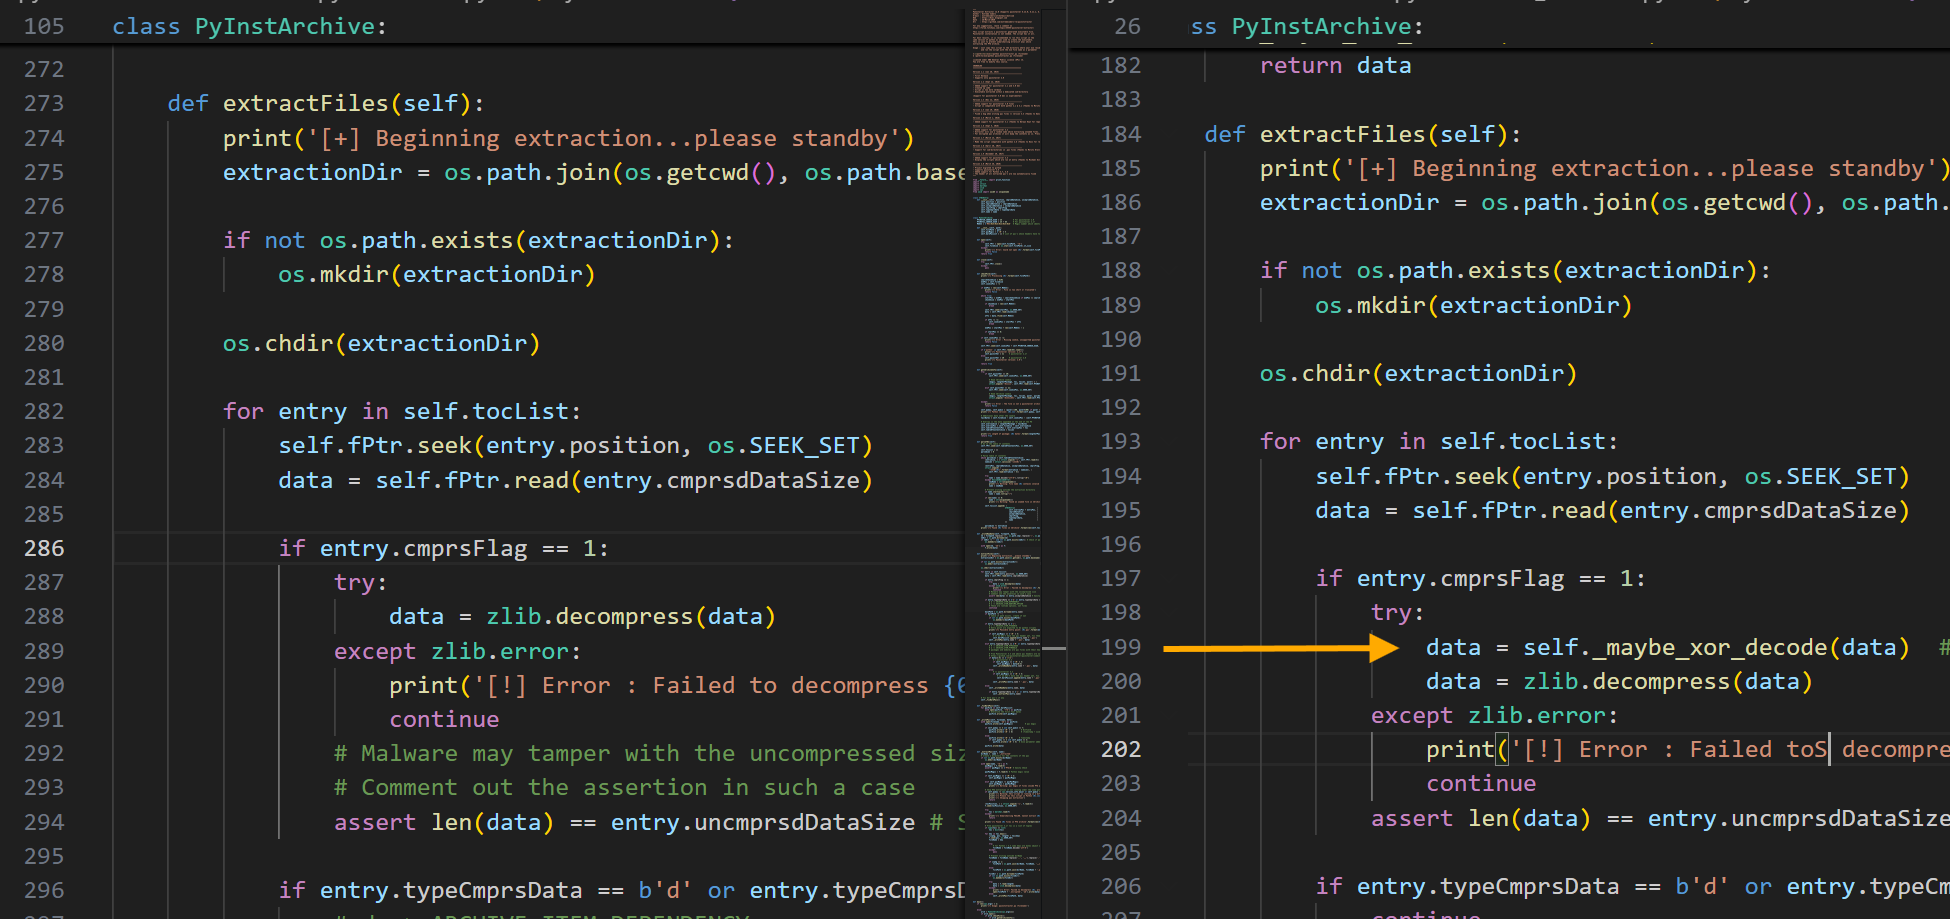 105 class PyInstArchive:
272
273 def extractFiles(self):
274 print('[+] Beginning extraction...please standby')
275 extractionDir = os.path.join(os.getcwd(), os.path.base
276
277 if not os.path.exists(extractionDir):
278 os.mkdir(extractionDir)
279
280 os.chdir(extractionDir)
281
282 for entry in self.tocList:
283 self.fPtr.seek(entry.position, os.SEEK_SET)
284 data = self.fPtr.read(entry.cmprsdDataSize)
285
286 if entry.cmprsFlag == 1:
287 try:
288 data = zlib.decompress(data)
289 except zlib.error:
290 print('[!] Error : Failed to decompress {0
291 continue
292 # Malware may tamper with the uncompressed siz
293 # Comment out the assertion in such a case
294 assert len(data) == entry.uncmprsdDataSize # S
295
296 if entry.typeCmprsData == b'd' or entry.typeCmprsD
26 ss PyInstArchive:
182 return data
183
184 def extractFiles(self):
185 print('[+] Beginning extraction...please standby')
186 extractionDir = os.path.join(os.getcwd(), os.path.
187
188 if not os.path.exists(extractionDir):
189 os.mkdir(extractionDir)
190
191 os.chdir(extractionDir)
192
193 for entry in self.tocList:
194 self.fPtr.seek(entry.position, os.SEEK_SET)
195 data = self.fPtr.read(entry.cmprsdDataSize)
196
197 if entry.cmprsFlag == 1:
198 try:
199 data = self._maybe_xor_decode(data) #
200 data = zlib.decompress(data)
201 except zlib.error:
202 print('[!] Error : Failed toS decompre
203 continue
204 assert len(data) == entry.uncmprsdDataSize
205
206 if entry.typeCmprsData == b'd' or entry.typeCm